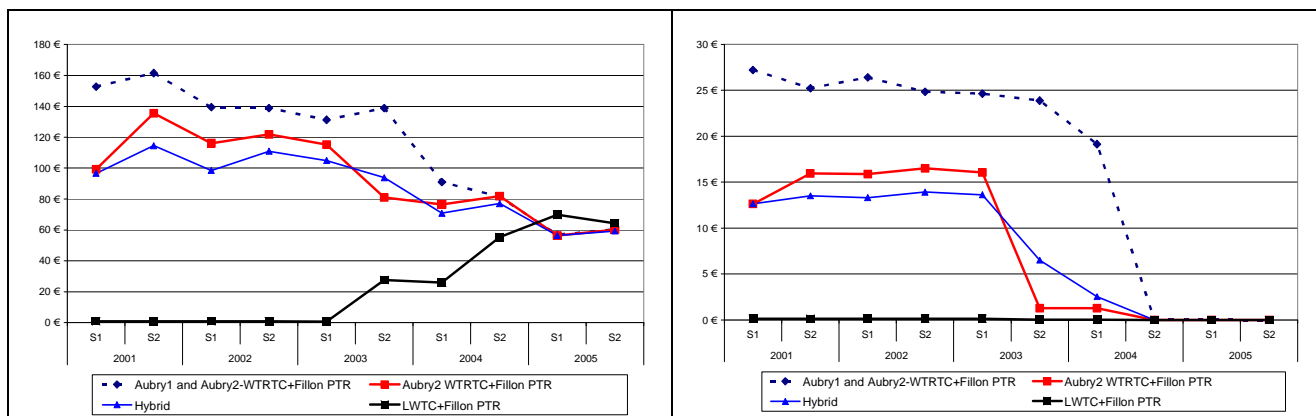 180 €
160 €
140 €
120 €
100 €
80 €
60 €
40 €
20 €
0 €
S1 S2 S1 S2 S1 S2 S1 S2 S1 S2
2001 2002 2003 2004 2005
Aubry1 and Aubry2-WTRTC+Fillon PTR Aubry2 WTRTC+Fillon PTR
Hybrid LWTC+Fillon PTR
30 €
25 €
20 €
15 €
10 €
5 €
0 €
S1 S2 S1 S2 S1 S2 S1 S2 S1 S2
2001 2002 2003 2004 2005
Aubry1 and Aubry2-WTRTC+Fillon PTR Aubry2 WTRTC+Fillon PTR
Hybrid LWTC+Fillon PTR